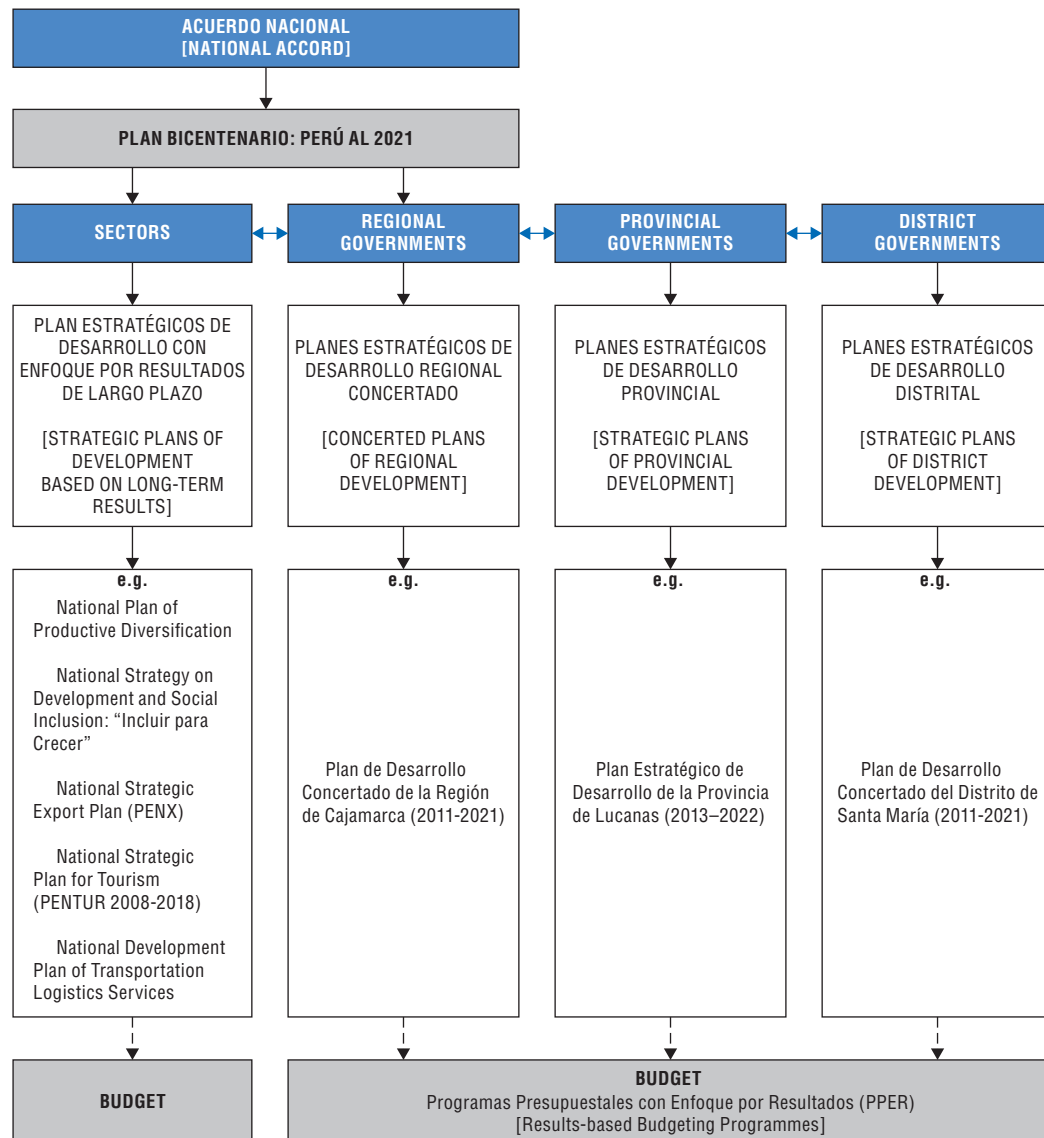 ACUERDO NACIONAL
[NATIONAL ACCORD]
PLAN BICENTENARIO: PERÚ AL 2021
SECTORS
REGIONAL
GOVERNMENTS
PROVINCIAL
GOVERNMENTS
DISTRICT
GOVERNMENTS
PLAN ESTRATÉGICOS DE
DESARROLLO CON
ENFOQUE POR RESULTADOS
DE LARGO PLAZO
[STRATEGIC PLANS OF
DEVELOPMENT
BASED ON LONG-TERM
RESULTS]
PLANES ESTRATÉGICOS DE
DESARROLLO REGIONAL
CONCERTADO
[CONCERTED PLANS
OF REGIONAL
DEVELOPMENT]
PLANES ESTRATÉGICOS
DE DESARROLLO
PROVINCIAL
[STRATEGIC PLANS
OF PROVINCIAL
DEVELOPMENT]
PLANES ESTRATÉGICOS
DE DESARROLLO
DISTRITAL
[STRATEGIC PLANS
OF DISTRICT
DEVELOPMENT]
e.g.
National Plan of
Productive Diversification
National Strategy on
Development and Social
Inclusion: “Incluir para
Crecer”
National Strategic
Export Plan (PENX)
National Strategic
Plan for Tourism
(PENTUR 2008-2018)
National Development
Plan of Transportation
Logistics Services
e.g.
Plan de Desarrollo
Concertado de la Región
de Cajamarca (2011-2021)
e.g.
Plan Estratégico de
Desarrollo de la Provincia
de Lucanas (2013–2022)
e.g.
Plan de Desarrollo
Concertado del Distrito de
Santa María (2011-2021)
BUDGET
BUDGET
Programas Presupuestales con Enfoque por Resultados (PPER)
[Results-based Budgeting Programmes]